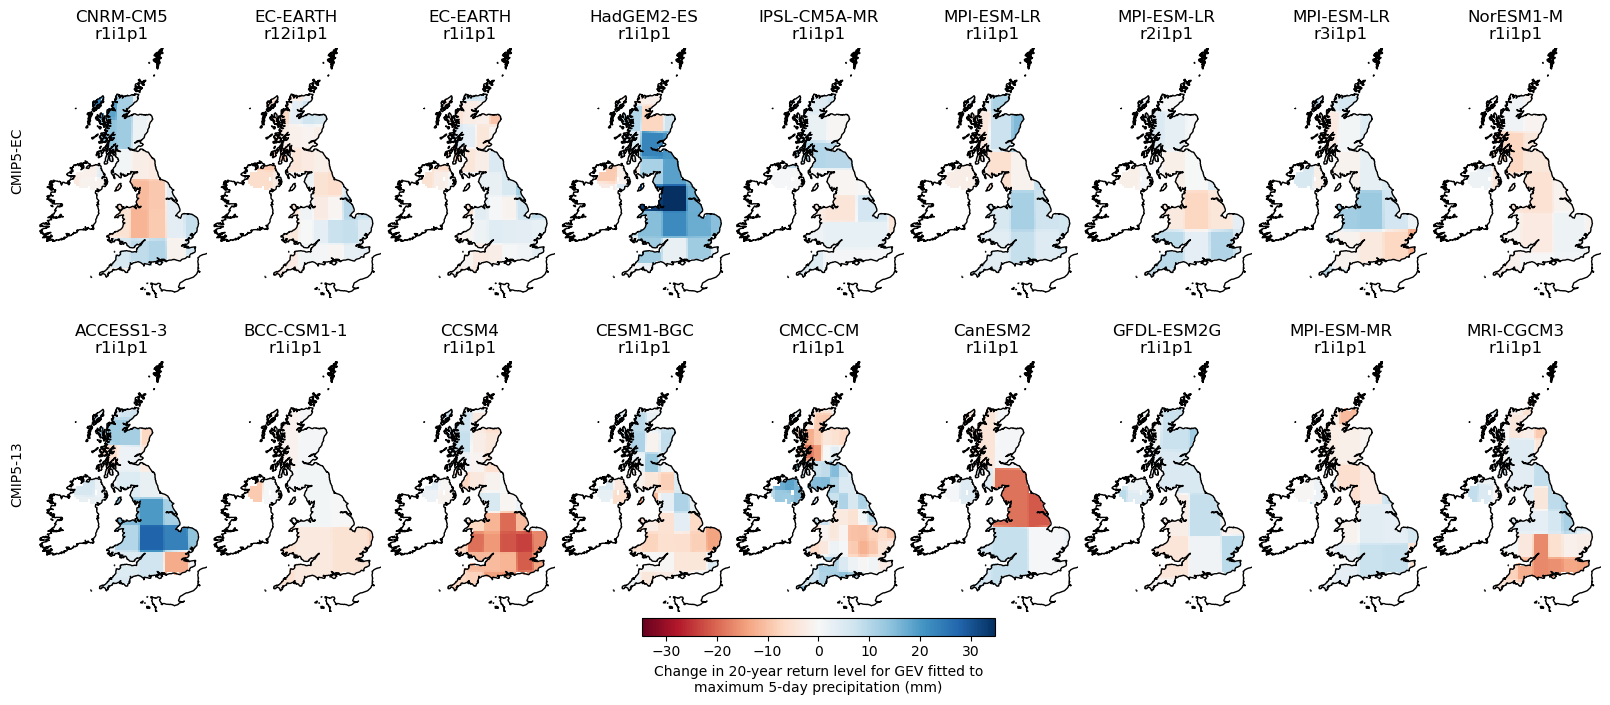 CNRM-CM5 EC-EARTH EC-EARTH HadGEM2-ES IPSL-CM5A-MR MPI-ESM-LR MPI-ESM-LR MPI-ESM-LR NorESM1-M
r1i1p1 r12i1p1 r1i1p1 r1i1p1 r1i1p1 r1i1p1 r2i1p1 r3i1p1 r1i1p1
CMIP5-EC
ACCESS1-3 BCC-CSM1-1 CCSM4 CESM1-BGC CMCC-CM CanESM2 GFDL-ESM2G MPI-ESM-MR MRI-CGCM3
r1i1p1 r1i1p1 r1i1p1 r1i1p1 r1i1p1 r1i1p1 r1i1p1 r1i1p1 r1i1p1
CMIP5-13
−30 −20 −10 0 10 20 30
Change in 20-year return level for GEV fitted to
maximum 5-day precipitation (mm)